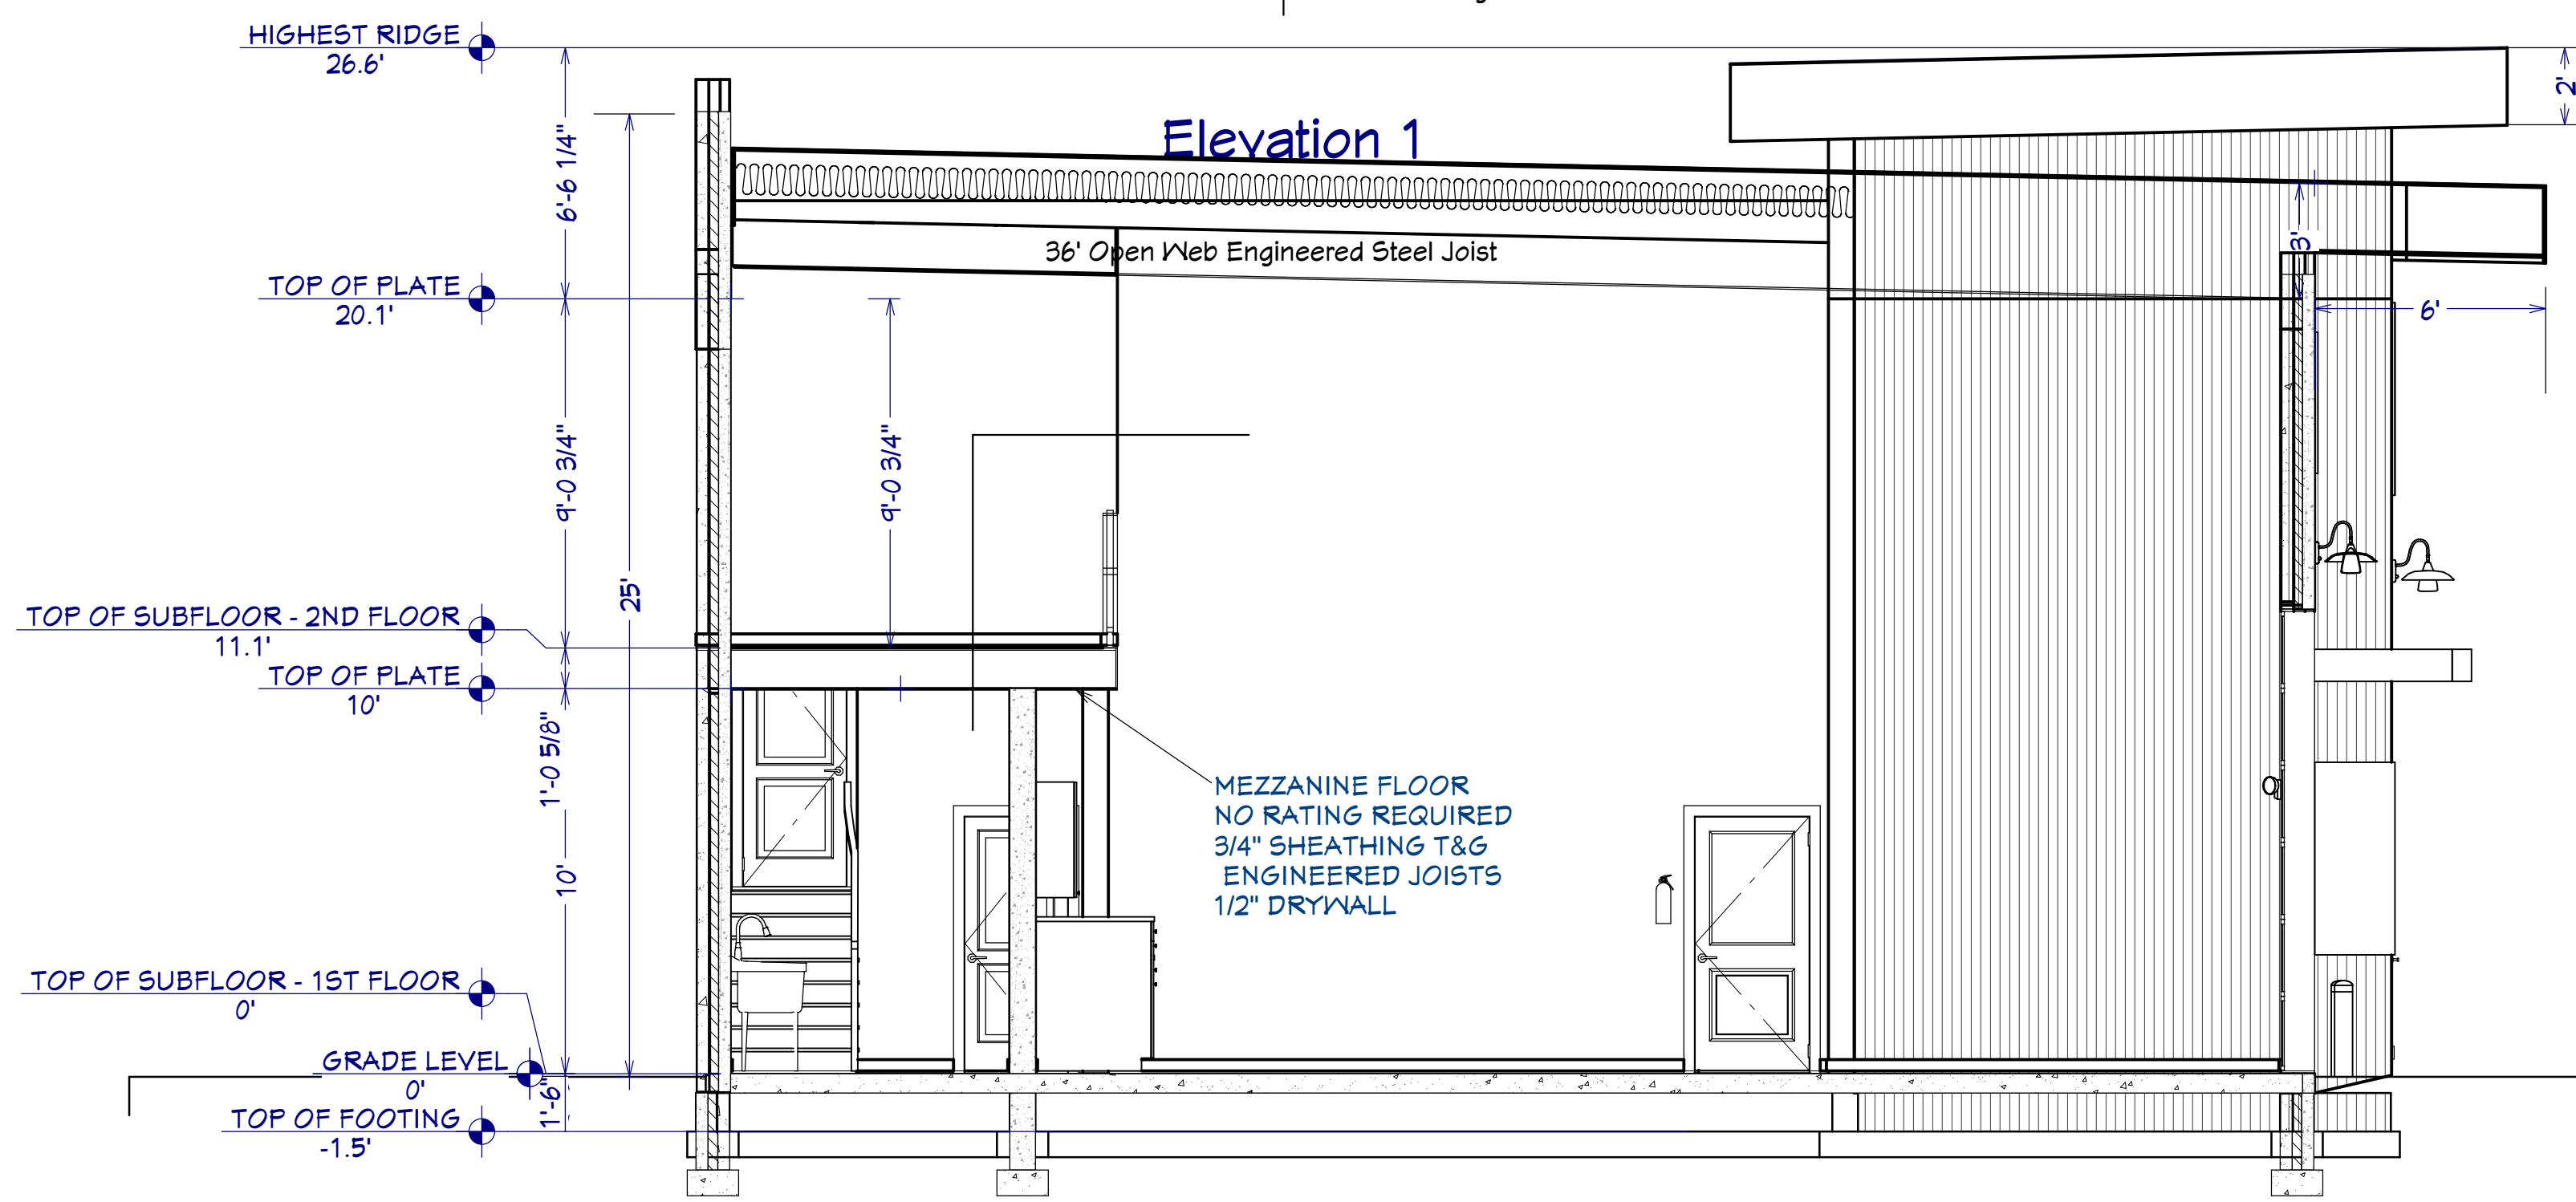 HIGHEST RIDGE
26.6'
2'
6'-6 1/4"
Elevation 1
36' Open Web Engineered Steel Joist
3'
TOP OF PLATE
20.1'
6'
9'-0 3/4"
9'-0 3/4"
25'
TOP OF SUBFLOOR - 2ND FLOOR
11.1'
TOP OF PLATE
10'
1'-0 5/8"
MEZZANINE FLOOR
NO RATING REQUIRED
3/4" SHEATHING T&G
ENGINEERED JOISTS
1/2" DRYWALL
10'
TOP OF SUBFLOOR - 1ST FLOOR
0'
GRADE LEVEL
0'
1'-6"
TOP OF FOOTING
-1.5'